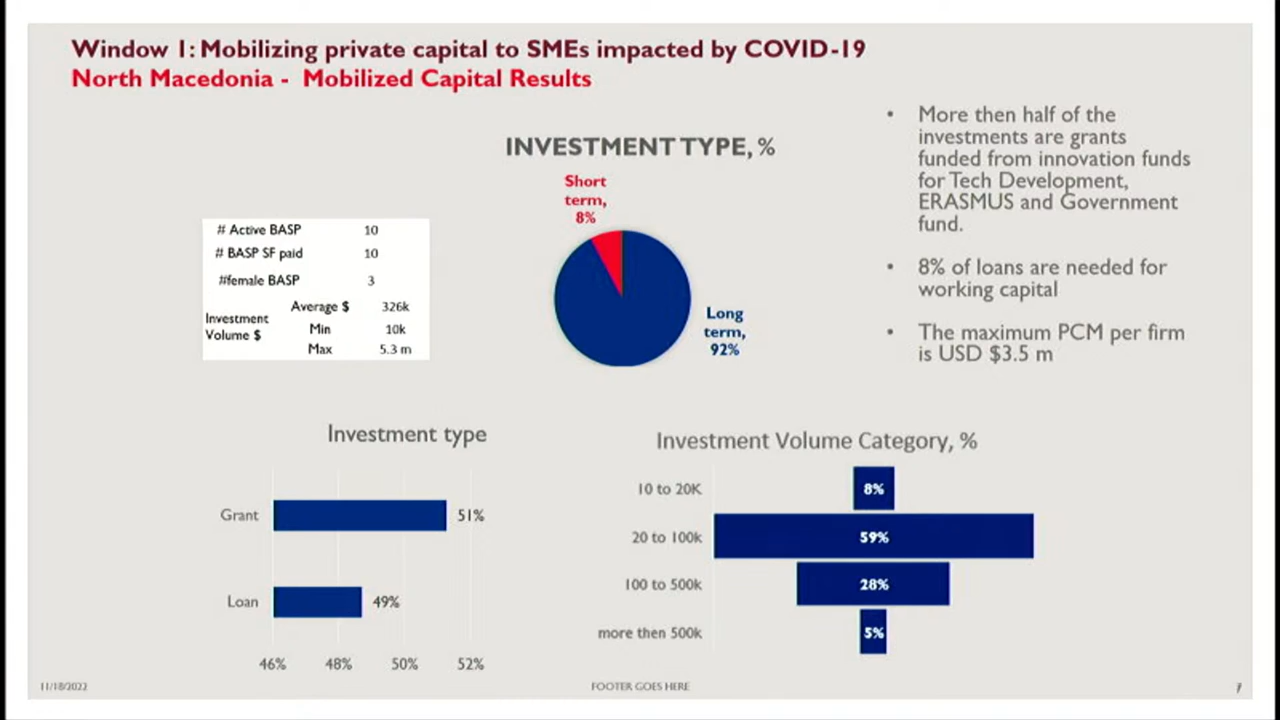 Window 1: Mobilizing private capital to SMEs impacted by COVID-19
North Macedonia - Mobilized Capital Results
INVESTMENT TYPE, %
Short
term,
8%
Long
term,
92%
# Active BASP 10
# BASP SF paid 10
#female BASP 3
Investment
Volume $
Average $ 326k
Min 10k
Max 5.3 m
• More then half of the
investments are grants
funded from innovation funds
for Tech Development,
ERASMUS and Government
fund.
• 8% of loans are needed for
working capital
• The maximum PCM per firm
is USD $3.5 m
Investment type
Grant 51%
Loan 49%
46% 48% 50% 52%
Investment Volume Category, %
10 to 20K 8%
20 to 100k 59%
100 to 500k 28%
more then 500k 5%
11/18/2022
FOOTER GOES HERE
7